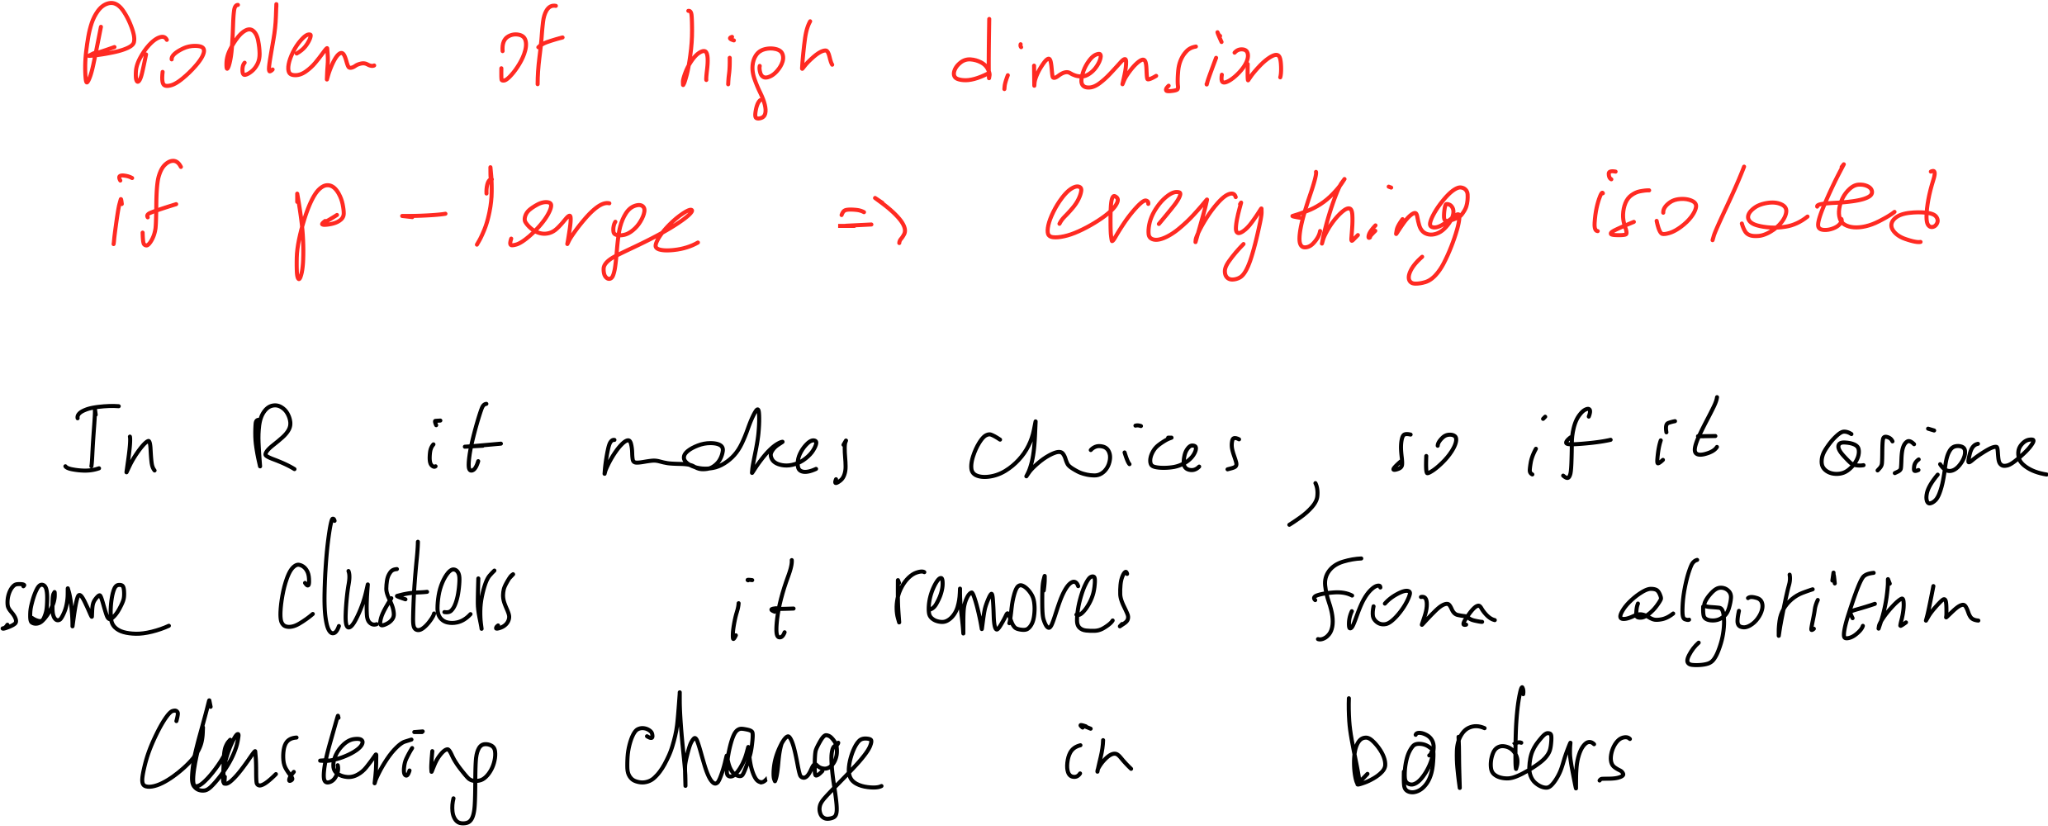 Problem of high dimension
if p - large => everything isolated
In R it makes choices, so if it assigne
same clusters it removes from algorithm
Clustering change in borders